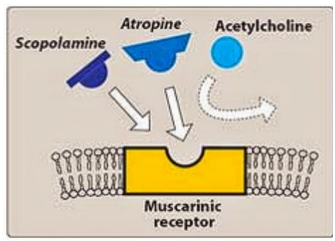 Atropine
Acetylcholine
Scopolamine
Muscarinic
receptor